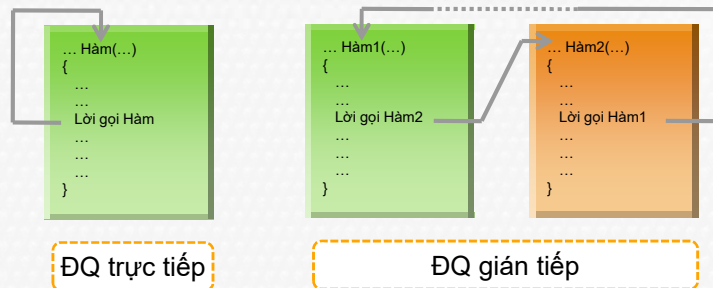 … Hàm(…)
{
…
…
Lời gọi Hàm
…
…
…
}
ĐQ trực tiếp
… Hàm1(…)
{
…
…
Lời gọi Hàm2
…
…
…
}
… Hàm2(…)
{
…
…
Lời gọi Hàm1
…
…
…
}
ĐQ gián tiếp